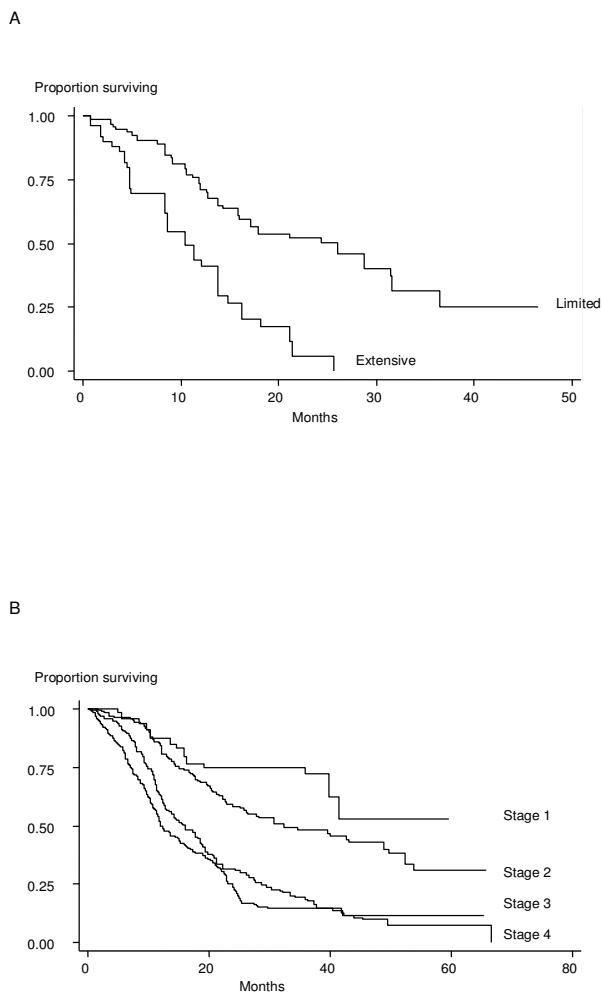 A
Proportion surviving
1.00
0.75
0.50
0.25
0.00
Limited
Extensive
0 10 20 30 40 50
Months
B
Proportion surviving
1.00
0.75
0.50
0.25
0.00
Stage 1
Stage 2
Stage 3
Stage 4
0 20 40 60 80
Months